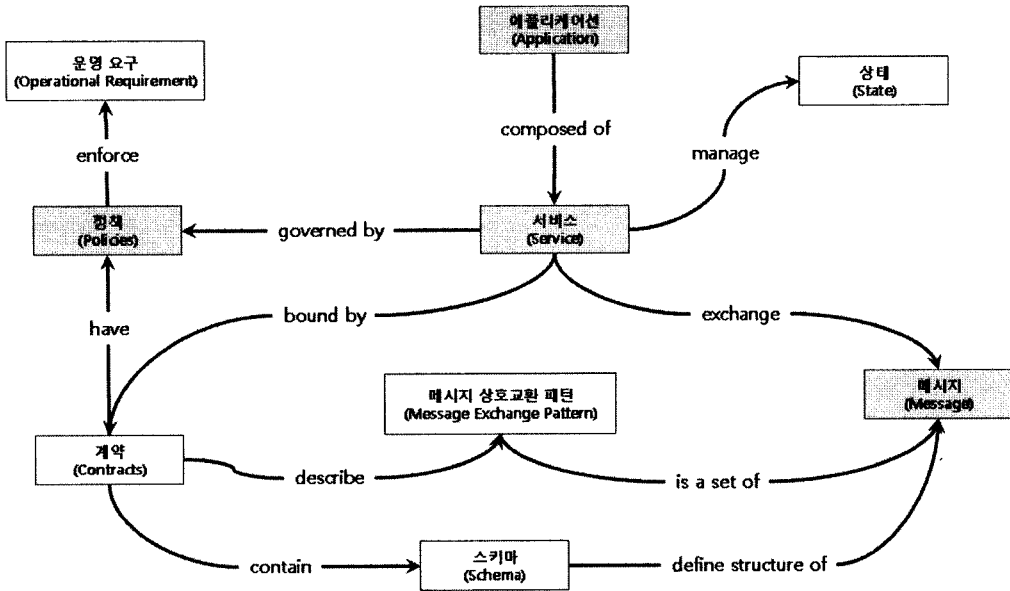 애플리케이션
(Application)
운영 요구
(Operational Requirement)
상태
(State)
composed of
manage
enforce
정책
(Policies)
governed by
서비스
(Service)
have
bound by
exchange
메시지 상호교환 패턴
(Message Exchange Pattern)
메시지
(Message)
계약
(Contracts)
describe
is a set of
contain
스키마
(Schema)
define structure of